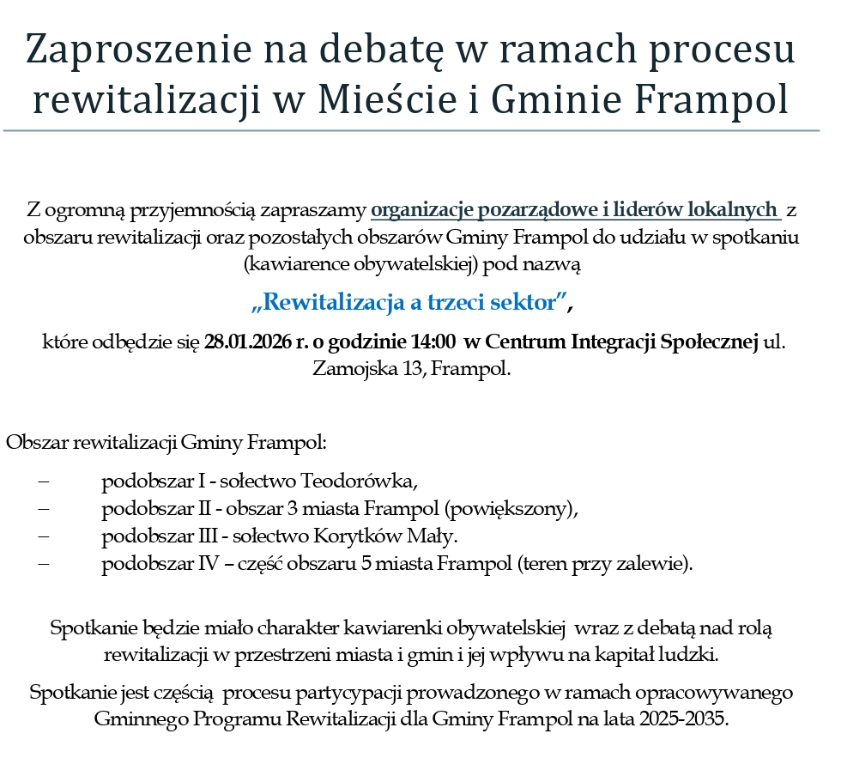 Zaproszenie na debatę w ramach procesu
rewitalizacji w Mieście i Gminie Frampol
Z ogromną przyjemnością zapraszamy organizacje pozarządowe i liderów lokalnych z
obszaru rewitalizacji oraz pozostałych obszarów Gminy Frampol do udziału w spotkaniu
(kawiarence obywatelskiej) pod nazwą
„Rewitalizacja a trzeci sektor”,
które odbędzie się 28.01.2026 r. o godzinie 14:00 w Centrum Integracji Społecznej ul.
Zamojska 13, Frampol.
Obszar rewitalizacji Gminy Frampol:
– podobszar I - sołectwo Teodorówka,
– podobszar II - obszar 3 miasta Frampol (powiększony),
– podobszar III - sołectwo Korytków Mały.
– podobszar IV – część obszaru 5 miasta Frampol (teren przy zalewie).
Spotkanie będzie miało charakter kawiarenki obywatelskiej wraz z debatą nad rolą
rewitalizacji w przestrzeni miasta i gmin i jej wpływu na kapitał ludzki.
Spotkanie jest częścią procesu partycypacji prowadzonego w ramach opracowywanego
Gminnego Programu Rewitalizacji dla Gminy Frampol na lata 2025-2035.